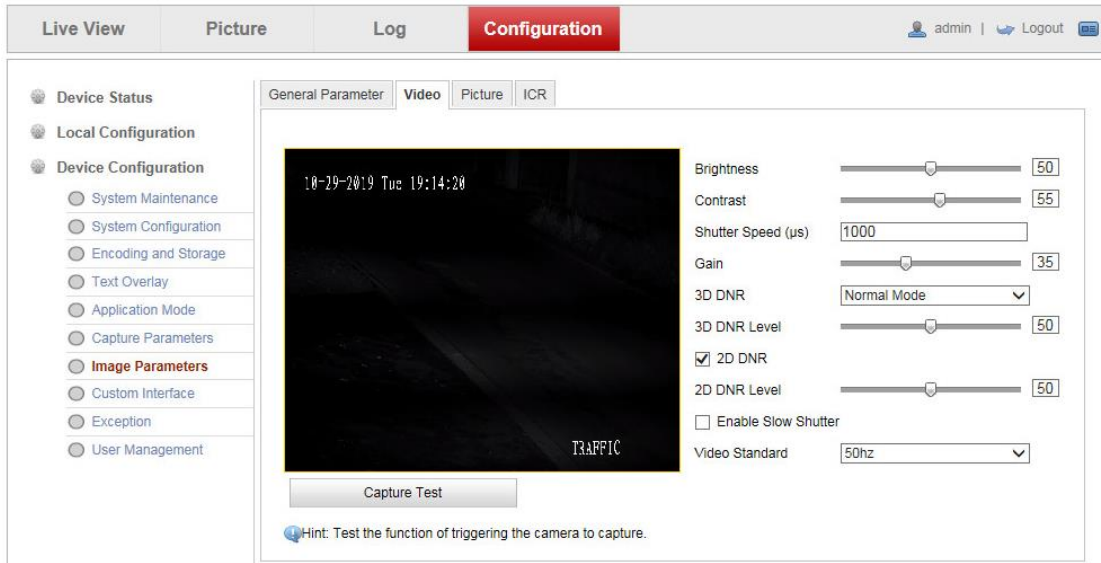 Live View Picture Log Configuration admin | Logout
Device Status
Local Configuration
Device Configuration
System Maintenance
System Configuration
Encoding and Storage
Text Overlay
Application Mode
Capture Parameters
Image Parameters
Custom Interface
Exception
User Management
General Parameter Video Picture ICR
10-29-2019 Tue 19:14:20
TRAFFIC
Capture Test
Hint: Test the function of triggering the camera to capture.
Brightness 50
Contrast 55
Shutter Speed (µs) 1000
Gain 35
3D DNR Normal Mode
3D DNR Level 50
2D DNR
2D DNR Level 50
Enable Slow Shutter
Video Standard 50hz